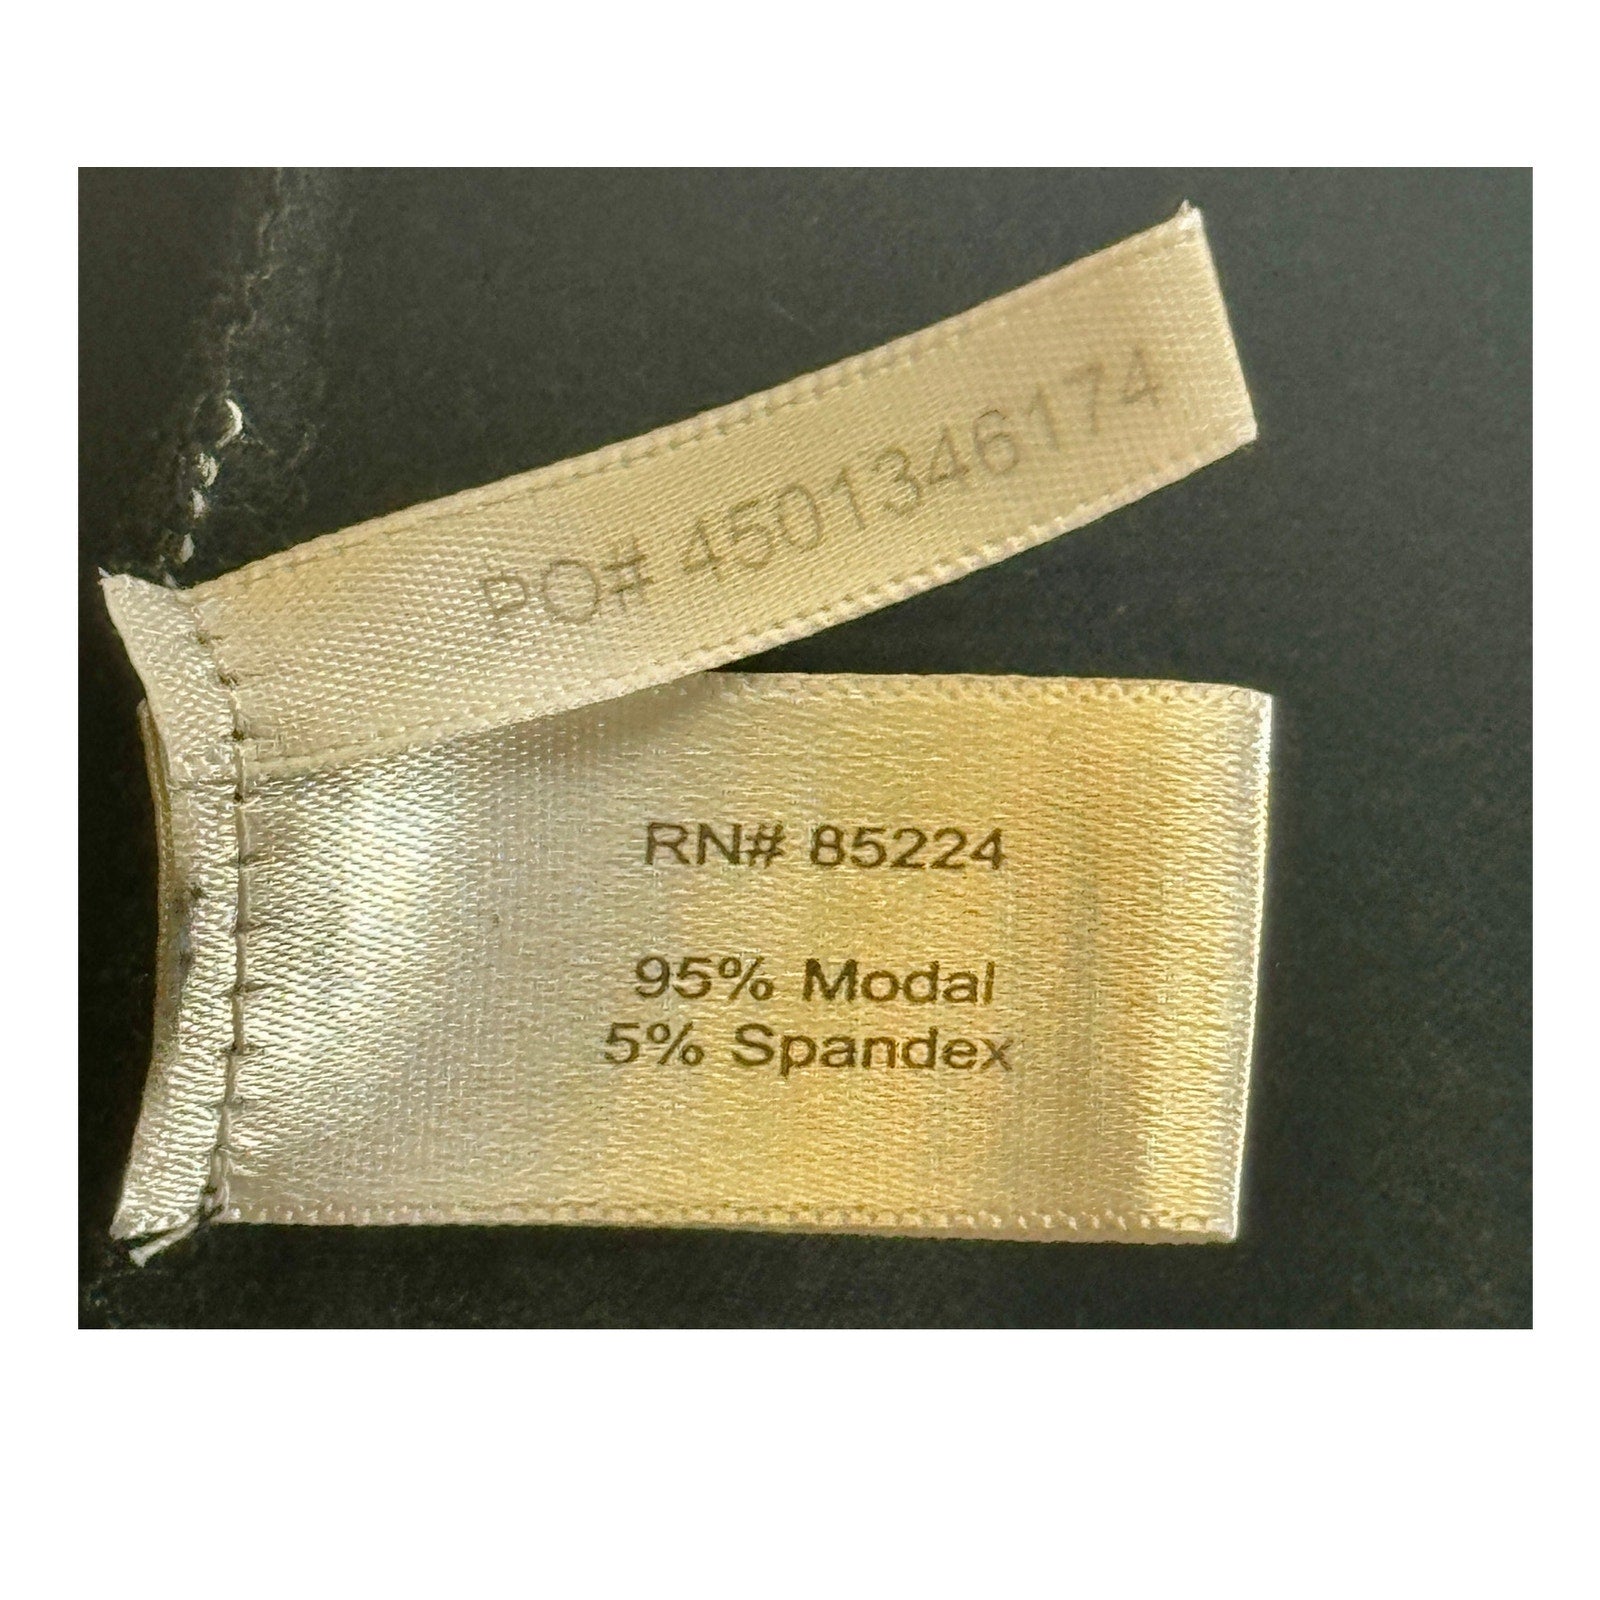 PO# 4501346174
RN# 85224
95% Modal
5% Spandex